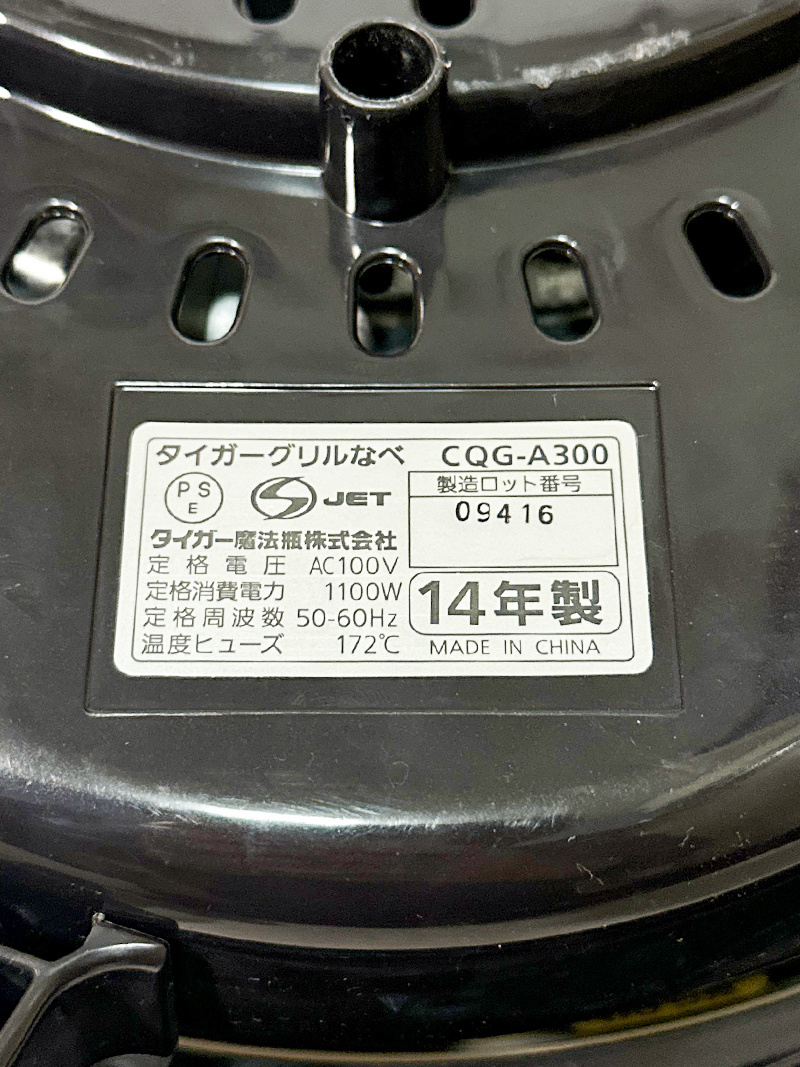 タイガーグリルなべ CQG-A300
PSE
S JET
製造ロット番号
09416
タイガー魔法瓶株式会社
定格電圧 AC100V
定格消費電力 1100W
定格周波数 50-60Hz
温度ヒューズ 172℃
14年製
MADE IN CHINA